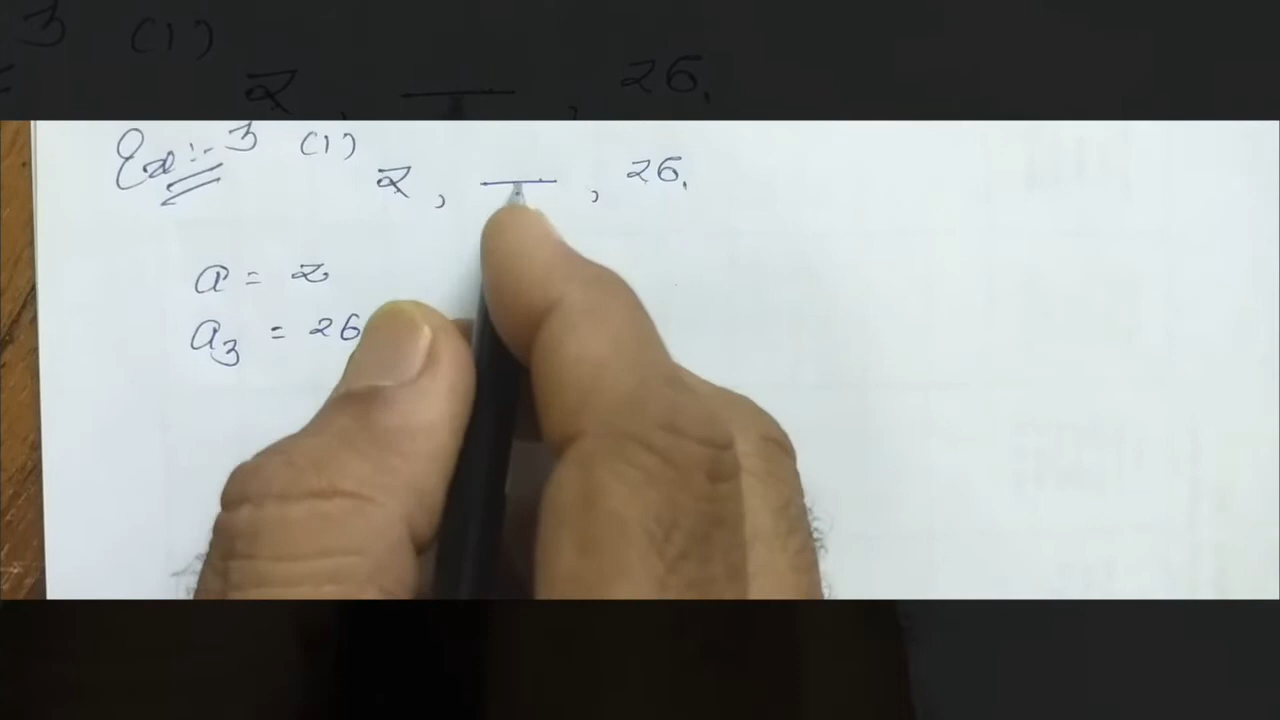 Ex:- 3 (1)
2, ___, 26.
a = 2
a3 = 26